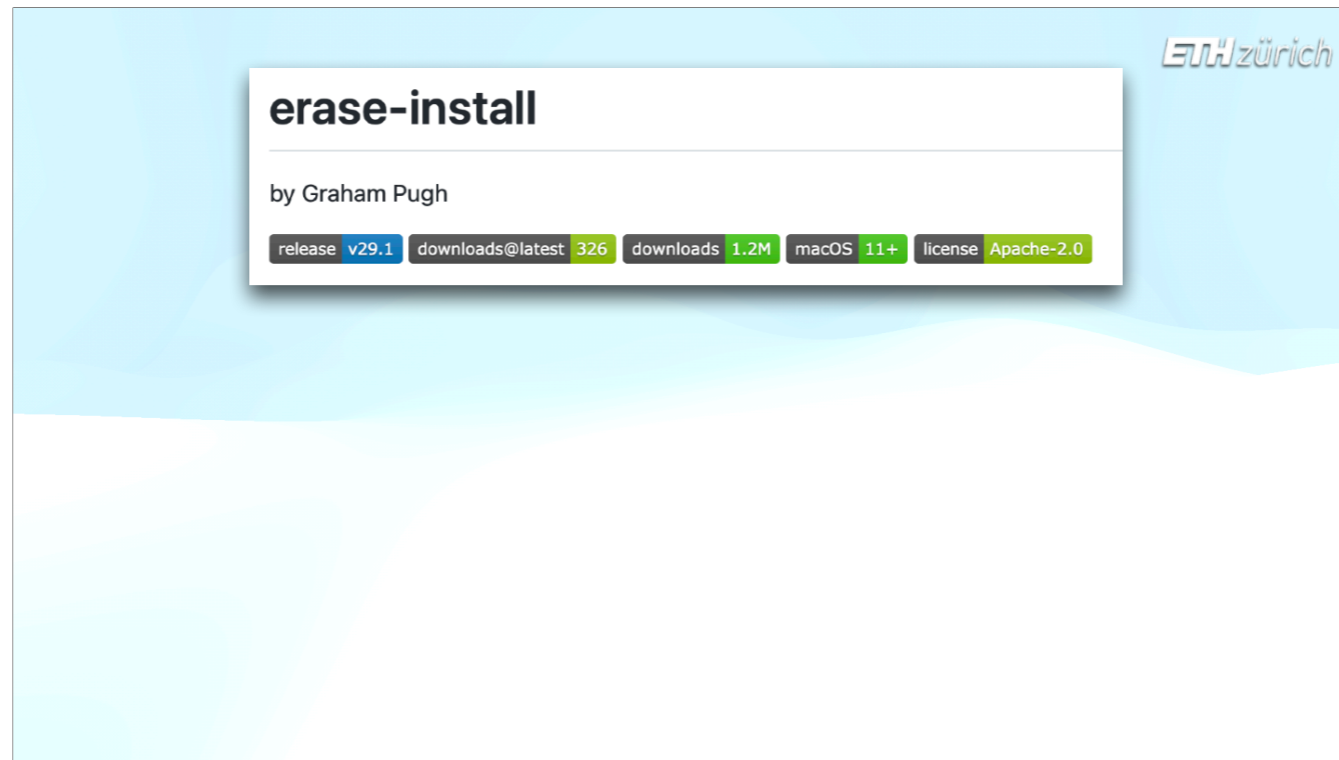 ETH zürich
erase-install
by Graham Pugh
release v29.1 downloads@latest 326 downloads 1.2M macOS 11+ license Apache-2.0